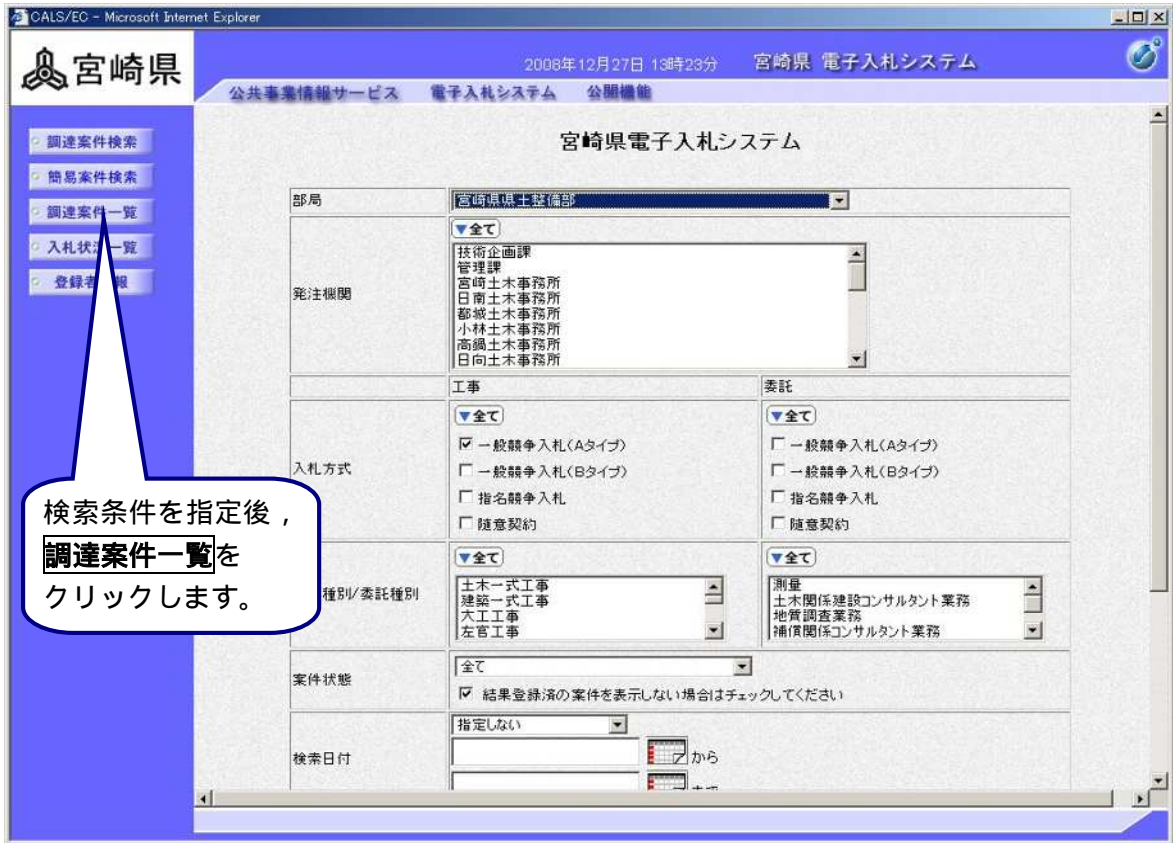 CALS/EC - Microsoft Internet Explorer
宮崎県
2008年12月27日 13時23分
宮崎県 電子入札システム
公共事業情報サービス
電子入札システム
公開機能
調達案件検索
簡易案件検索
調達案件一覧
入札状況一覧
宮崎県電子入札システム
部局
宮崎県県土整備部
発注機関
▼全て
技術企画課
管理課
宮崎土木事務所
日南土木事務所
都城土木事務所
小林土木事務所
高鍋土木事務所
日向土木事務所
工事
委託
入札方式
▼全て
一般競争入札(Aタイプ)
一般競争入札(Bタイプ)
指名競争入札
随意契約
▼全て
一般競争入札(Aタイプ)
一般競争入札(Bタイプ)
指名競争入札
随意契約
種別/委託種別
▼全て
土木一式工事
建築一式工事
大工工事
左官工事
▼全て
測量
土木関係建設コンサルタント業務
地質調査業務
補償関係コンサルタント業務
案件状態
全て
結果登録済の案件を表示しない場合はチェックしてください
検索日付
指定しない
から
検索条件を指定後，
調達案件一覧を
クリックします。